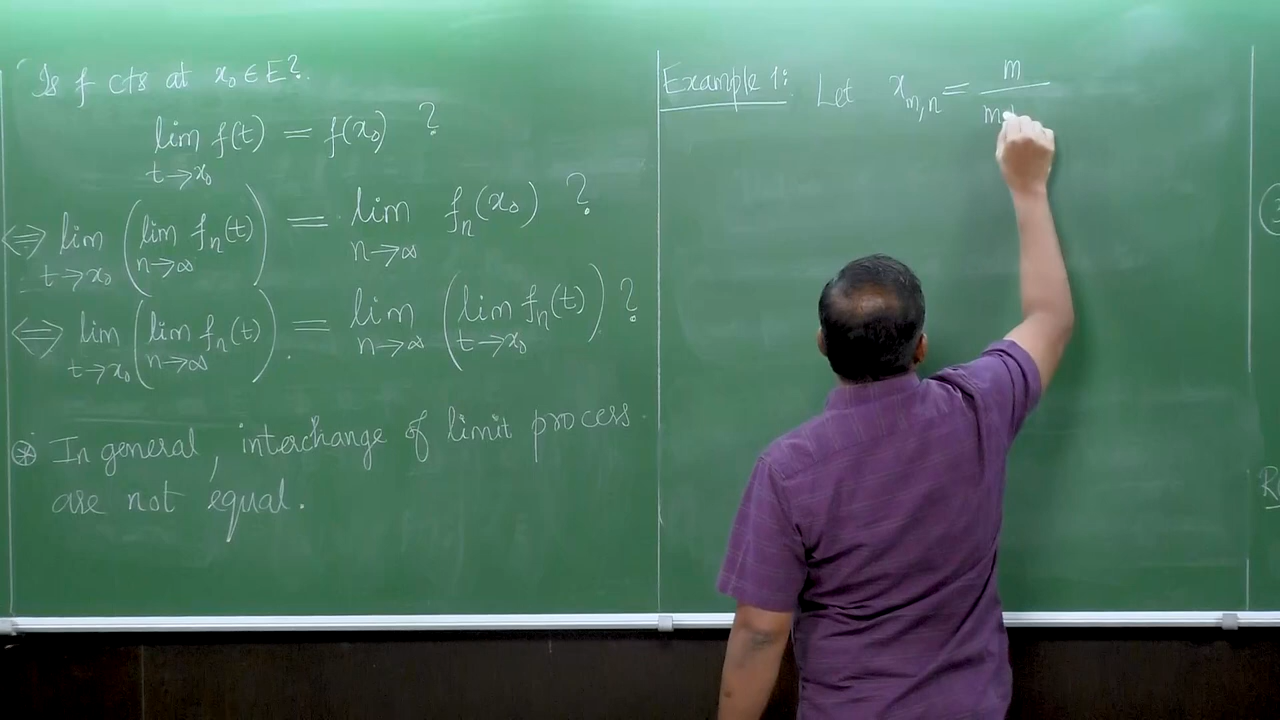 Is f cts at x₀ ∈ E?
lim f(t) = f(x₀) ?
t→x₀
⇔ lim (lim fₙ(t)) = lim fₙ(x₀) ?
t→x₀ n→∞ n→∞
⇔ lim (lim fₙ(t)) = lim (lim fₙ(t)) ?
t→x₀ n→∞ n→∞ t→x₀
⊛ In general, interchange of limit process
are not equal.
Example 1: Let x_{m,n} = m
m
R